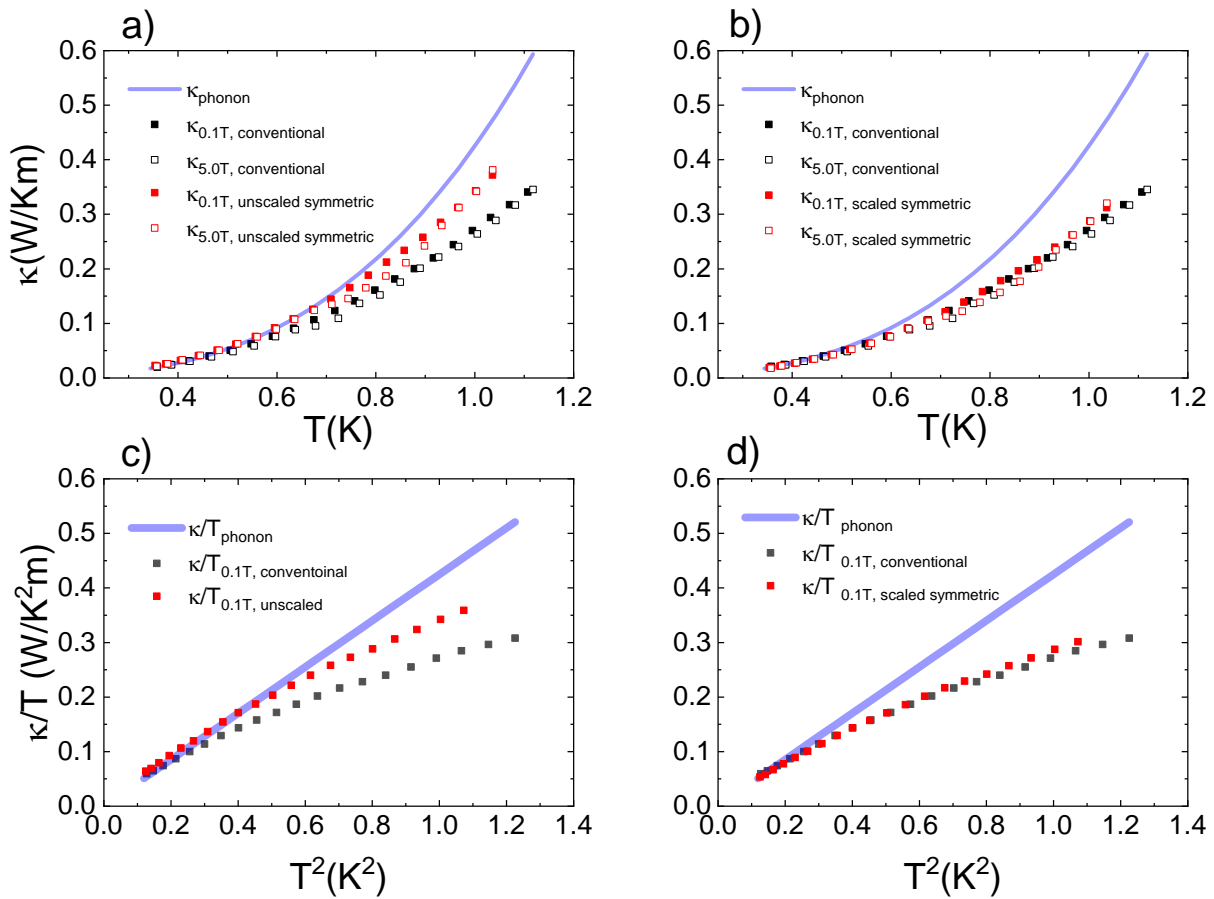 a)
0.6
0.5
0.4
0.3
0.2
0.1
0.0
κ(W/Km)
κphonon
κ0.1T, conventional
κ5.0T, conventional
κ0.1T, unscaled symmetric
κ5.0T, unscaled symmetric
0.4 0.6 0.8 1.0 1.2
T(K)
b)
0.6
0.5
0.4
0.3
0.2
0.1
0.0
κphonon
κ0.1T, conventional
κ5.0T, conventional
κ0.1T, scaled symmetric
κ5.0T, scaled symmetric
0.4 0.6 0.8 1.0 1.2
T(K)
c)
0.6
0.5
0.4
0.3
0.2
0.1
0.0
κ/T (W/K²m)
κ/Tphonon
κ/T0.1T, conventoinal
κ/T0.1T, unscaled
0.0 0.2 0.4 0.6 0.8 1.0 1.2 1.4
T²(K²)
d)
0.6
0.5
0.4
0.3
0.2
0.1
0.0
κ/T phonon
κ/T 0.1T, conventional
κ/T 0.1T, scaled symmetric
0.0 0.2 0.4 0.6 0.8 1.0 1.2 1.4
T²(K²)